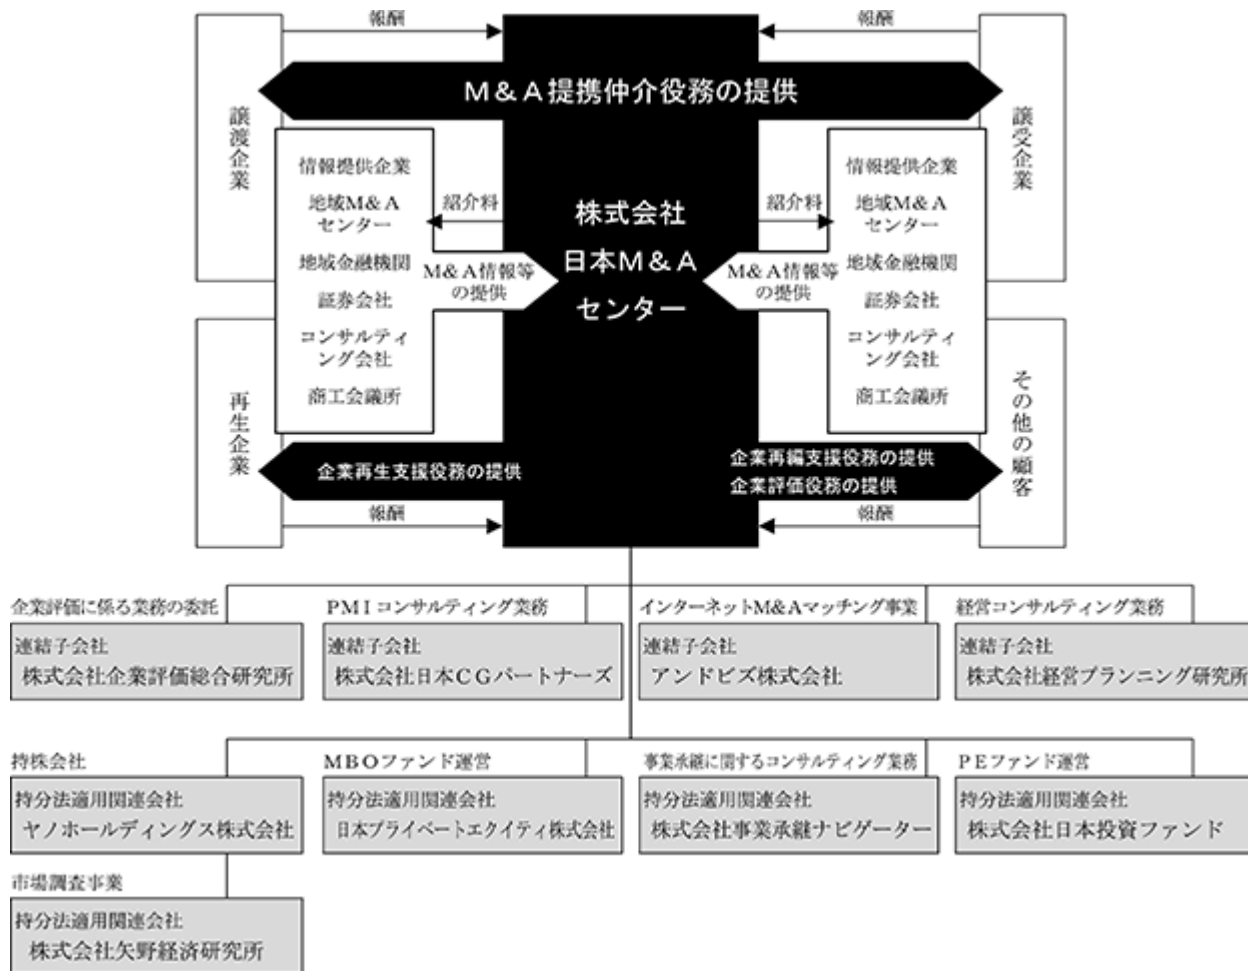 報酬
報酬
M&A提携仲介役務の提供
譲渡企業
情報提供企業
地域M&A
センター
地域金融機関
証券会社
コンサルティ
ング会社
商工会議所
紹介料
M&A情報等
の提供
株式会社
日本M&A
センター
紹介料
M&A情報等
の提供
情報提供企業
地域M&A
センター
地域金融機関
証券会社
コンサルティ
ング会社
商工会議所
譲受企業
再生企業
その他の顧客
企業再生支援役務の提供
企業再編支援役務の提供
企業評価役務の提供
報酬
報酬
企業評価に係る業務の委託
連結子会社
株式会社企業評価総合研究所
PMIコンサルティング業務
連結子会社
株式会社日本CGパートナーズ
インターネットM&Aマッチング事業
連結子会社
アンドビズ株式会社
経営コンサルティング業務
連結子会社
株式会社経営プランニング研究所
持株会社
持分法適用関連会社
ヤノホールディングス株式会社
MBOファンド運営
持分法適用関連会社
日本プライベートエクイティ株式会社
事業承継に関するコンサルティング業務
持分法適用関連会社
株式会社事業承継ナビゲーター
PEファンド運営
持分法適用関連会社
株式会社日本投資ファンド
市場調査事業
持分法適用関連会社
株式会社矢野経済研究所